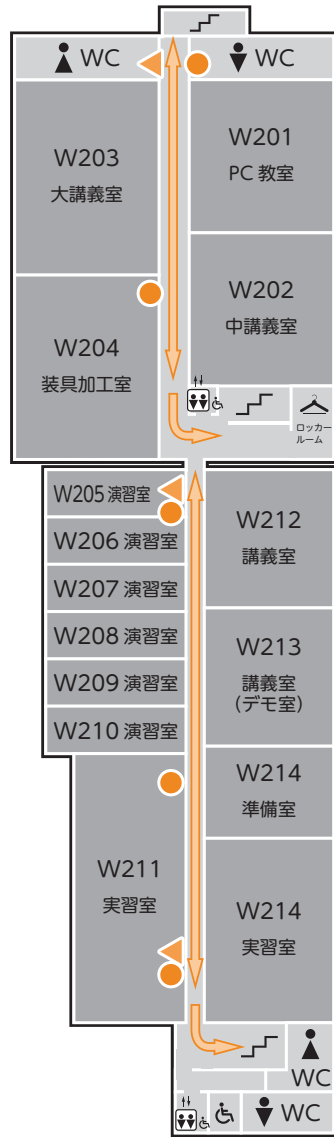 WC
WC
W203
大講義室
W201
PC 教室
W202
中講義室
W204
装具加工室
ロッカー
ルーム
W205 演習室
W206 演習室
W207 演習室
W208 演習室
W209 演習室
W210 演習室
W212
講義室
W213
講義室
(デモ室)
W214
準備室
W211
実習室
W214
実習室
WC
WC